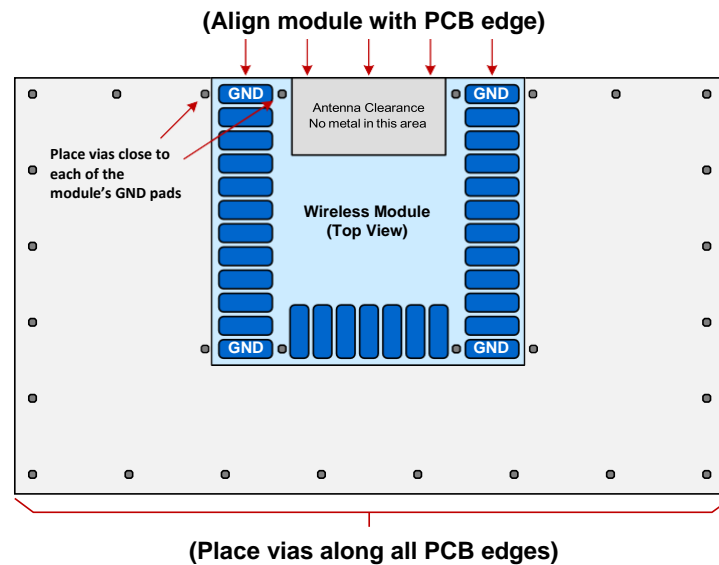 (Align module with PCB edge)
GND
GND
Antenna Clearance
No metal in this area
Place vias close to
each of the
module’s GND pads
Wireless Module
(Top View)
GND
GND
(Place vias along all PCB edges)